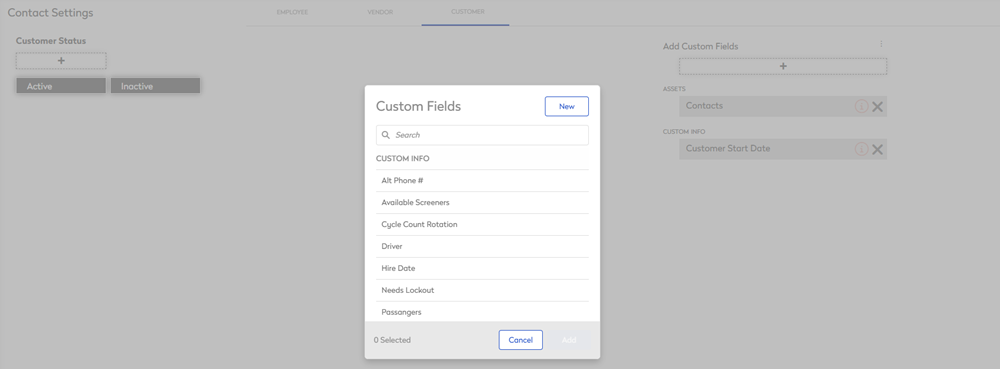 Contact Settings
EMPLOYEE
VENDOR
CUSTOMER
Customer Status
+
Active
Inactive
Add Custom Fields
+
ASSETS
Contacts
CUSTOM INFO
Customer Start Date
Custom Fields
New
Search
CUSTOM INFO
Alt Phone #
Available Screeners
Cycle Count Rotation
Driver
Hire Date
Needs Lockout
Passangers
0 Selected
Cancel
Add